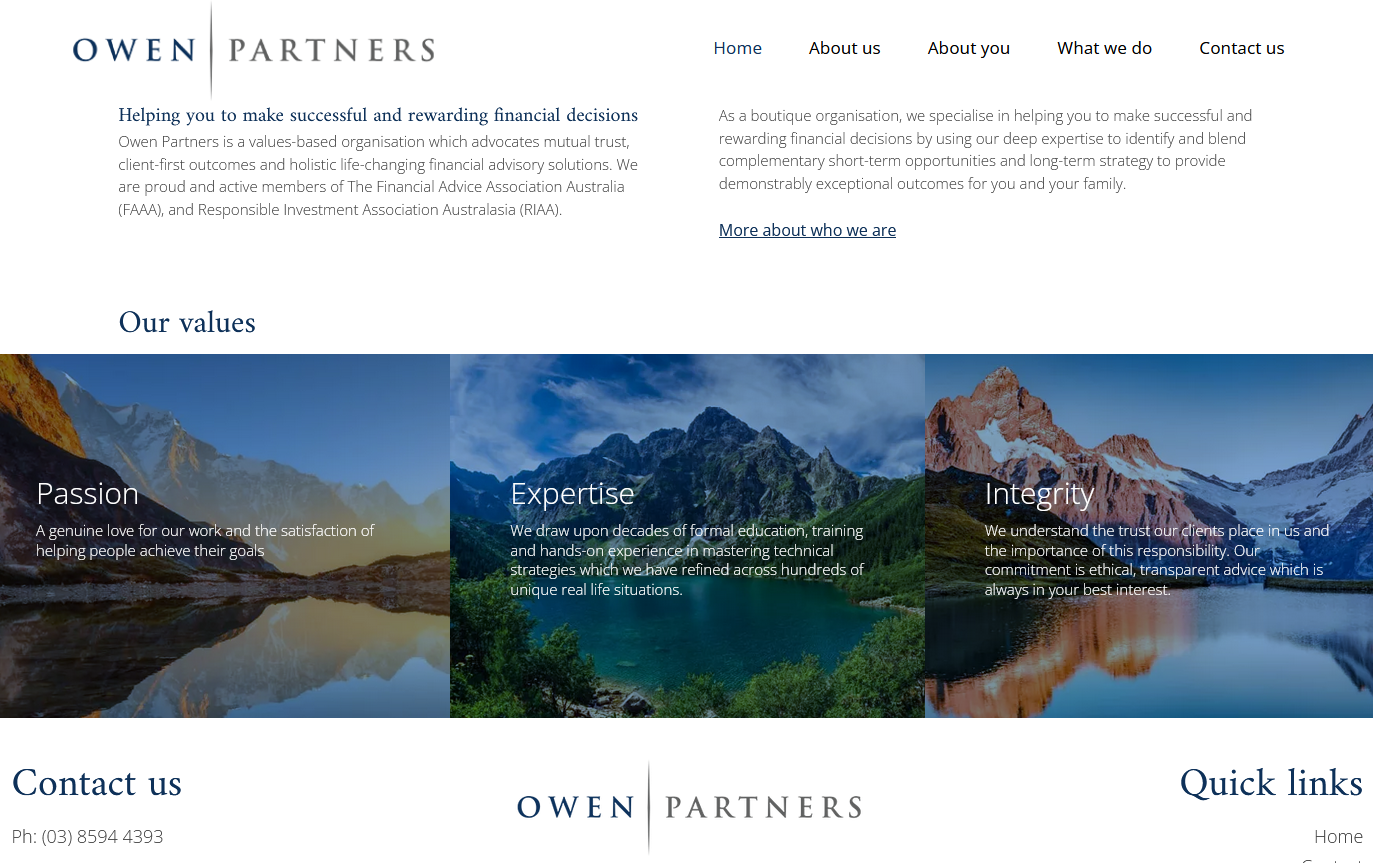 OWEN PARTNERS
Home About us About you What we do Contact us
Helping you to make successful and rewarding financial decisions
Owen Partners is a values-based organisation which advocates mutual trust,
client-first outcomes and holistic life-changing financial advisory solutions. We
are proud and active members of The Financial Advice Association Australia
(FAAA), and Responsible Investment Association Australasia (RIAA).
As a boutique organisation, we specialise in helping you to make successful and
rewarding financial decisions by using our deep expertise to identify and blend
complementary short-term opportunities and long-term strategy to provide
demonstrably exceptional outcomes for you and your family.
More about who we are
Our values
Passion
A genuine love for our work and the satisfaction of
helping people achieve their goals
Expertise
We draw upon decades of formal education, training
and hands-on experience in mastering technical
strategies which we have refined across hundreds of
unique real life situations.
Integrity
We understand the trust our clients place in us and
the importance of this responsibility. Our
commitment is ethical, transparent advice which is
always in your best interest.
Contact us
Ph: (03) 8594 4393
OWEN PARTNERS
Quick links
Home